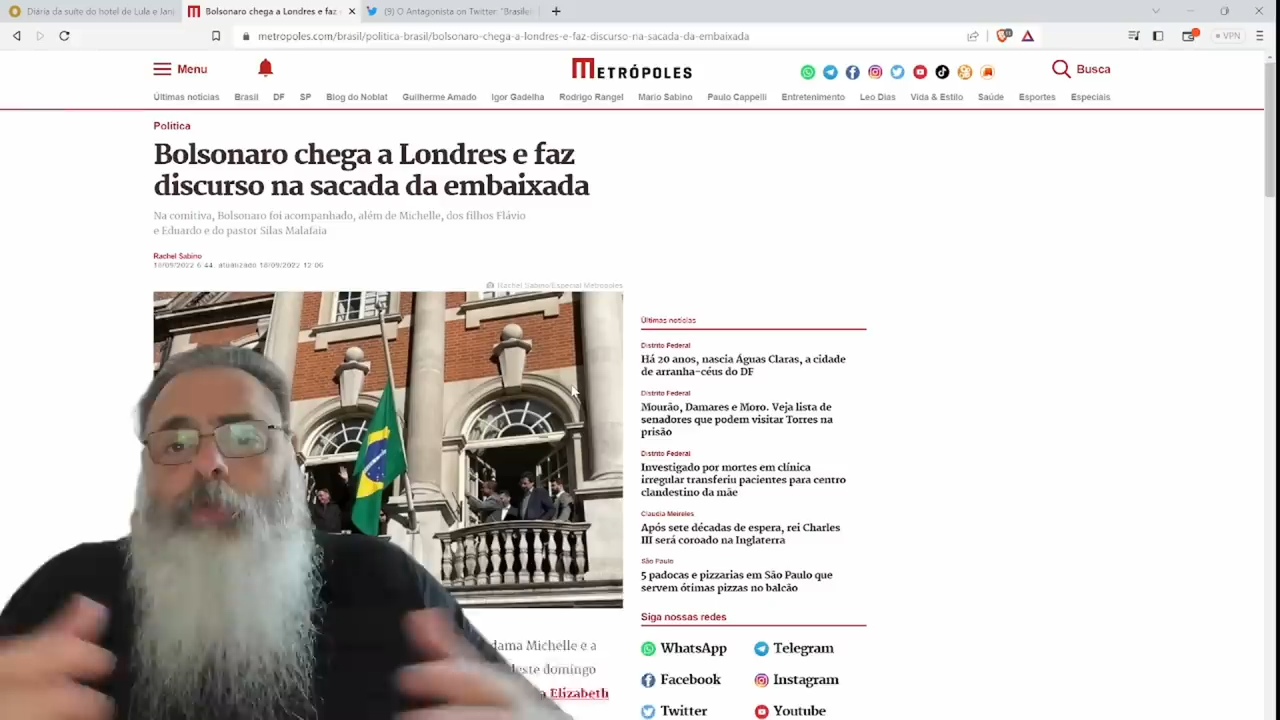 Diária da suíte do hotel de Lula e Janj
Bolsonaro chega a Londres e faz
(9) O Antagonista on Twitter: "Brasilei
metropoles.com/brasil/politica-brasil/bolsonaro-chega-a-londres-e-faz-discurso-na-sacada-da-embaixada
VPN
Menu
METRÓPOLES
Busca
Últimas notícias Brasil DF SP Blog do Noblat Guilherme Amado Igor Gadelha Rodrigo Rangel Mario Sabino Paulo Cappelli Entretenimento Leo Dias Vida & Estilo Saúde Esportes Especiais
Política
Bolsonaro chega a Londres e faz
discurso na sacada da embaixada
Na comitiva, Bolsonaro foi acompanhado, além de Michelle, dos filhos Flávio
e Eduardo e do pastor Silas Malafaia
Rachel Sabino
18/09/2022 6:44, atualizado 18/09/2022 12:06
Rachel Sabino/Especial Metrópoles
dama Michelle e a
deste domingo
a Elizabeth
Últimas notícias
Distrito Federal
Há 20 anos, nascia Águas Claras, a cidade
de arranha-céus do DF
Distrito Federal
Mourão, Damares e Moro. Veja lista de
senadores que podem visitar Torres na
prisão
Distrito Federal
Investigado por mortes em clínica
irregular transferiu pacientes para centro
clandestino da mãe
Claudia Meireles
Após sete décadas de espera, rei Charles
III será coroado na Inglaterra
São Paulo
5 padocas e pizzarias em São Paulo que
servem ótimas pizzas no balcão
Siga nossas redes
WhatsApp Telegram
Facebook Instagram
Twitter Youtube